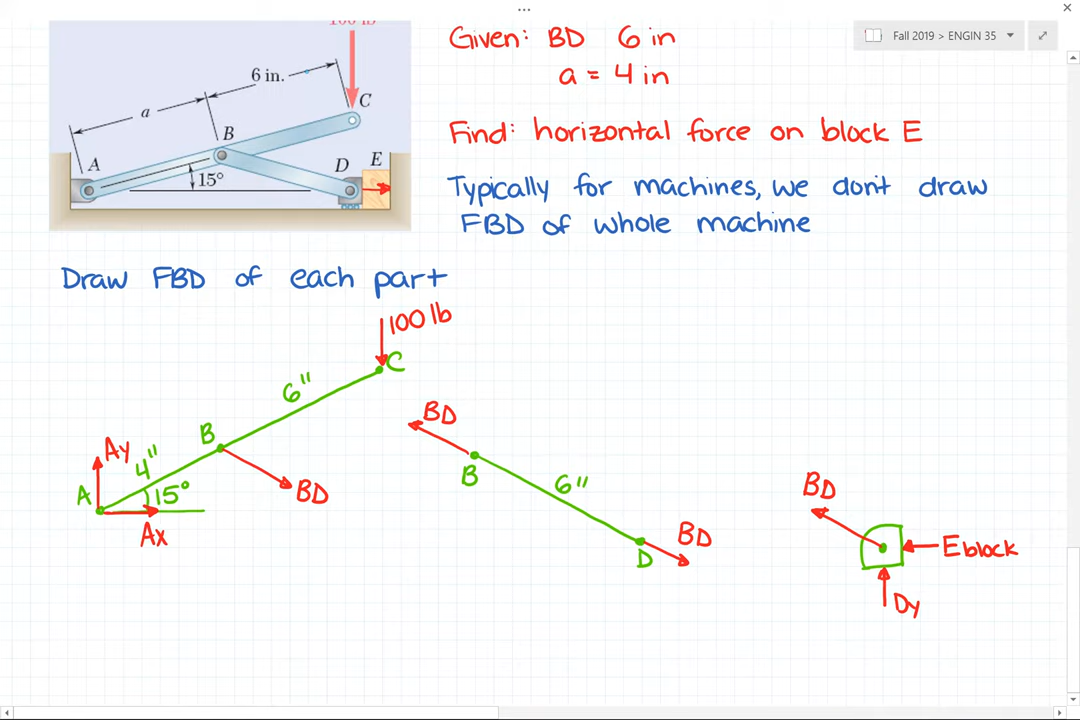 100 lb
6 in.
a
C
B
A
D
E
15°
Given: BD 6 in
a = 4 in
Fall 2019 > ENGIN 35
Find: horizontal force on block E
Typically for machines, we don't draw
FBD of whole machine
Draw FBD of each part
100 lb
C
6"
B
Ay
4"
A
15°
BD
Ax
BD
B
6"
BD
D
BD
E block
Dy